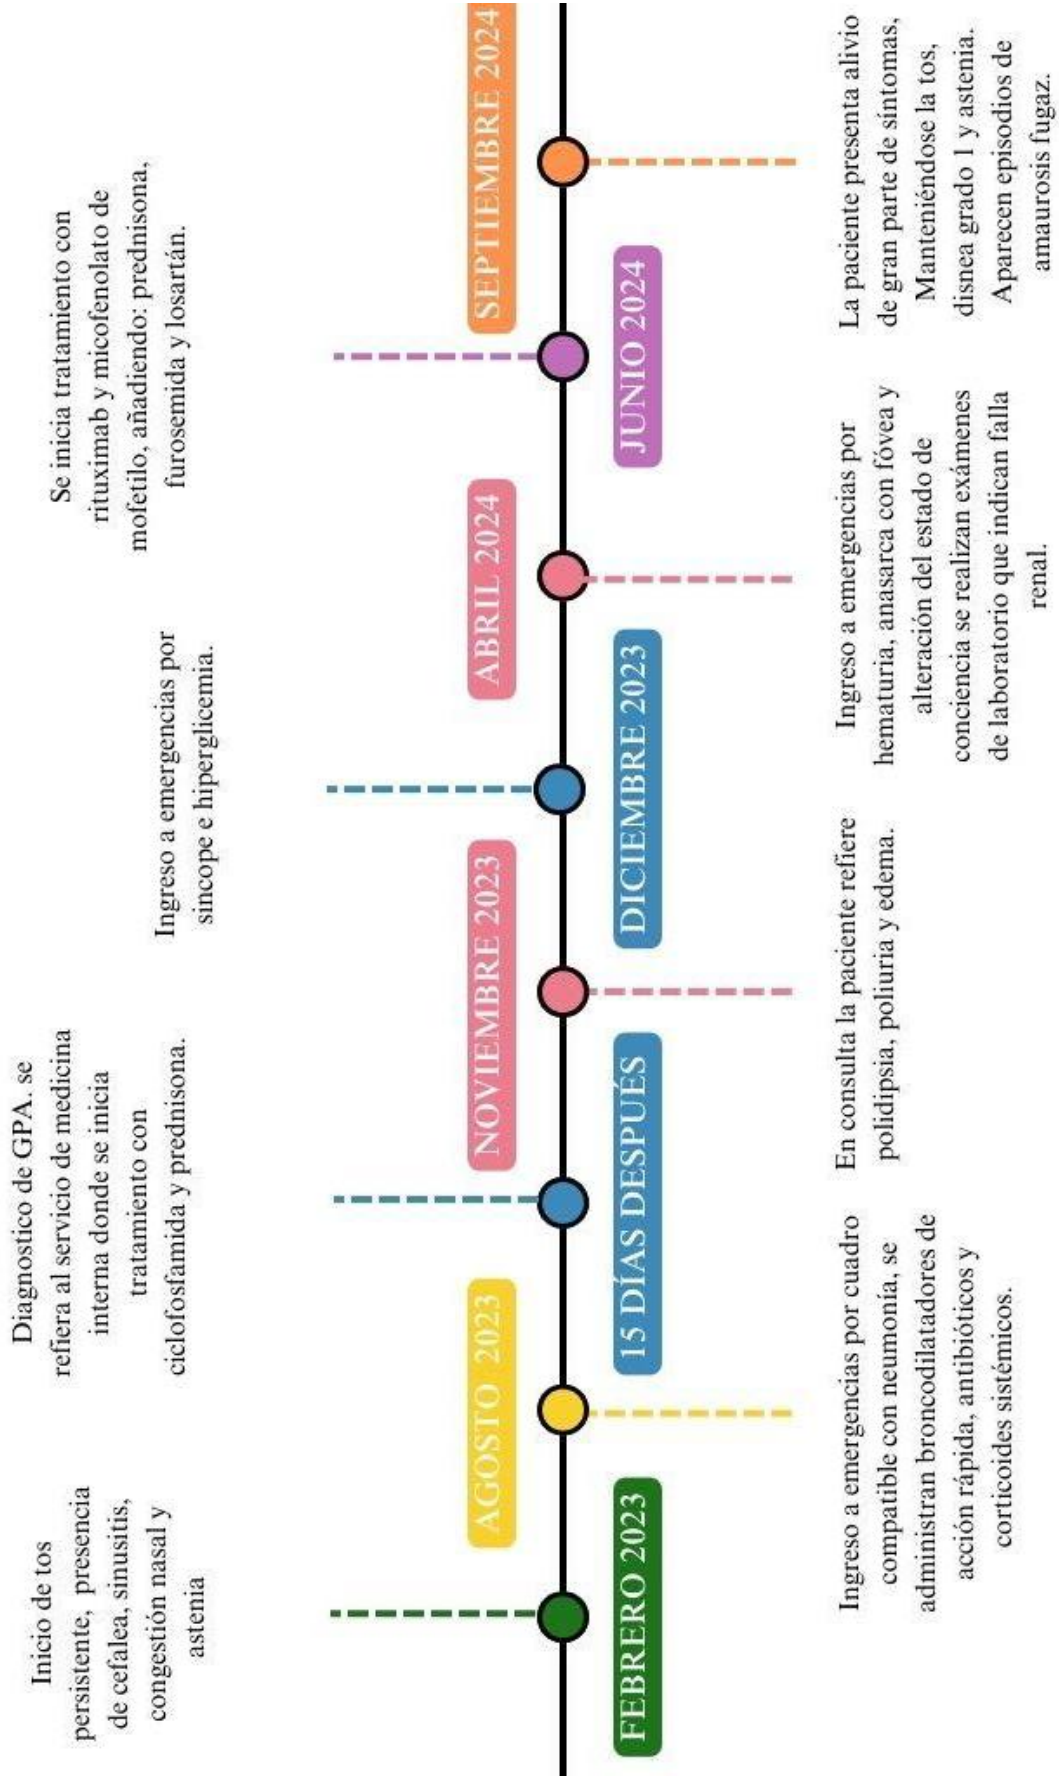 Inicio de tos
persistente, presencia
de cefalea, sinusitis,
congestión nasal y
astenia
FEBRERO 2023
AGOSTO 2023
Ingreso a emergencias por cuadro
compatible con neumonía, se
administran broncodilatadores de
acción rápida, antibióticos y
corticoides sistémicos.
Diagnostico de GPA. se
refiera al servicio de medicina
interna donde se inicia
tratamiento con
ciclofosfamida y prednisona.
15 DÍAS DESPUÉS
NOVIEMBRE 2023
En consulta la paciente refiere
polidipsia, poliuria y edema.
Ingreso a emergencias por
sincope e hiperglicemia.
DICIEMBRE 2023
ABRIL 2024
Ingreso a emergencias por
hematuria, anasarca con fóvea y
alteración del estado de
conciencia se realizan exámenes
de laboratorio que indican falla
renal.
Se inicia tratamiento con
rituximab y micofenolato de
mofetilo, añadiendo: prednisona,
furosemida y losartán.
JUNIO 2024
SEPTIEMBRE 2024
La paciente presenta alivio
de gran parte de síntomas,
Manteniéndose la tos,
disnea grado 1 y astenia.
Aparecen episodios de
amaurosis fugaz.